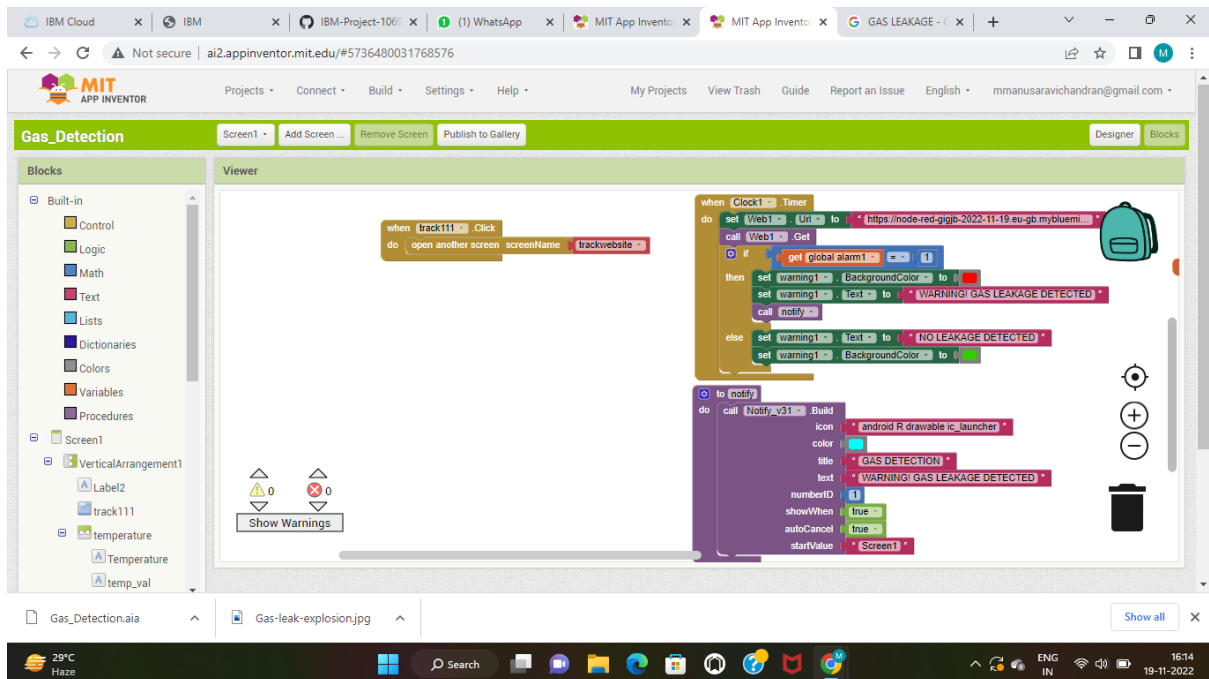 IBM Cloud
IBM
IBM-Project-1069
(1) WhatsApp
MIT App Invento
MIT App Invento
GAS LEAKAGE - G
Not secure
ai2.appinventor.mit.edu/#5736480031768576
M
MIT
APP INVENTOR
Projects
Connect
Build
Settings
Help
My Projects
View Trash
Guide
Report an Issue
English
mmanusaravichandran@gmail.com
Gas_Detection
Screen1
Add Screen ...
Remove Screen
Publish to Gallery
Designer
Blocks
Blocks
Built-in
Control
Logic
Math
Text
Lists
Dictionaries
Colors
Variables
Procedures
Screen1
VerticalArrangement1
Label2
track111
temperature
Temperature
temp_val
Viewer
when track111 .Click
do open another screen screenName trackwebsite
when Clock1 .Timer
do set Web1 . Url to " https://node-red-gigjb-2022-11-19.eu-gb.mybluemi... "
call Web1 .Get
if get global alarm1 = 1
then set warning1 . BackgroundColor to
set warning1 . Text to " WARNING! GAS LEAKAGE DETECTED "
call notify
else set warning1 . Text to " NO LEAKAGE DETECTED "
set warning1 . BackgroundColor to
to notify
do call Notify_v31 .Build
icon " android R drawable ic_launcher "
color
title " GAS DETECTION "
text " WARNING! GAS LEAKAGE DETECTED "
numberID 1
showWhen true
autoCancel true
startValue " Screen1 "
0
0
Show Warnings
Gas_Detection.aia
Gas-leak-explosion.jpg
Show all
29°C
Haze
Search
ENG
IN
16:14
19-11-2022